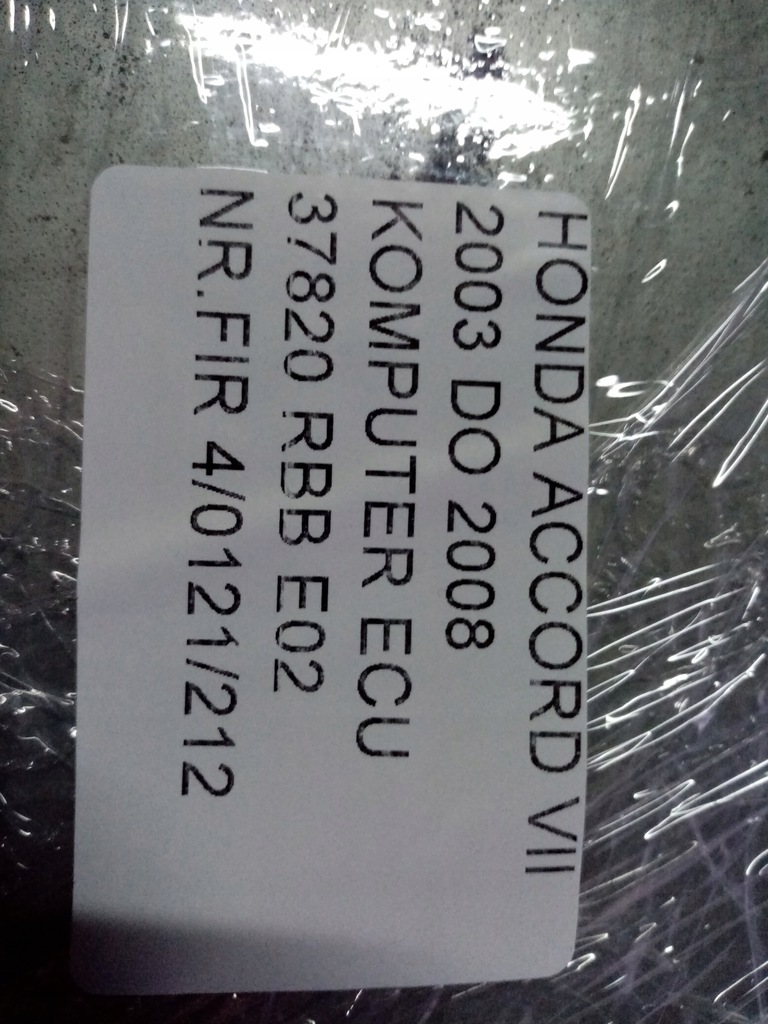 HONDA ACCORD VII
2003 DO 2008
KOMPUTER ECU
37820 RBB E02
NR.FIR 4/0121/212